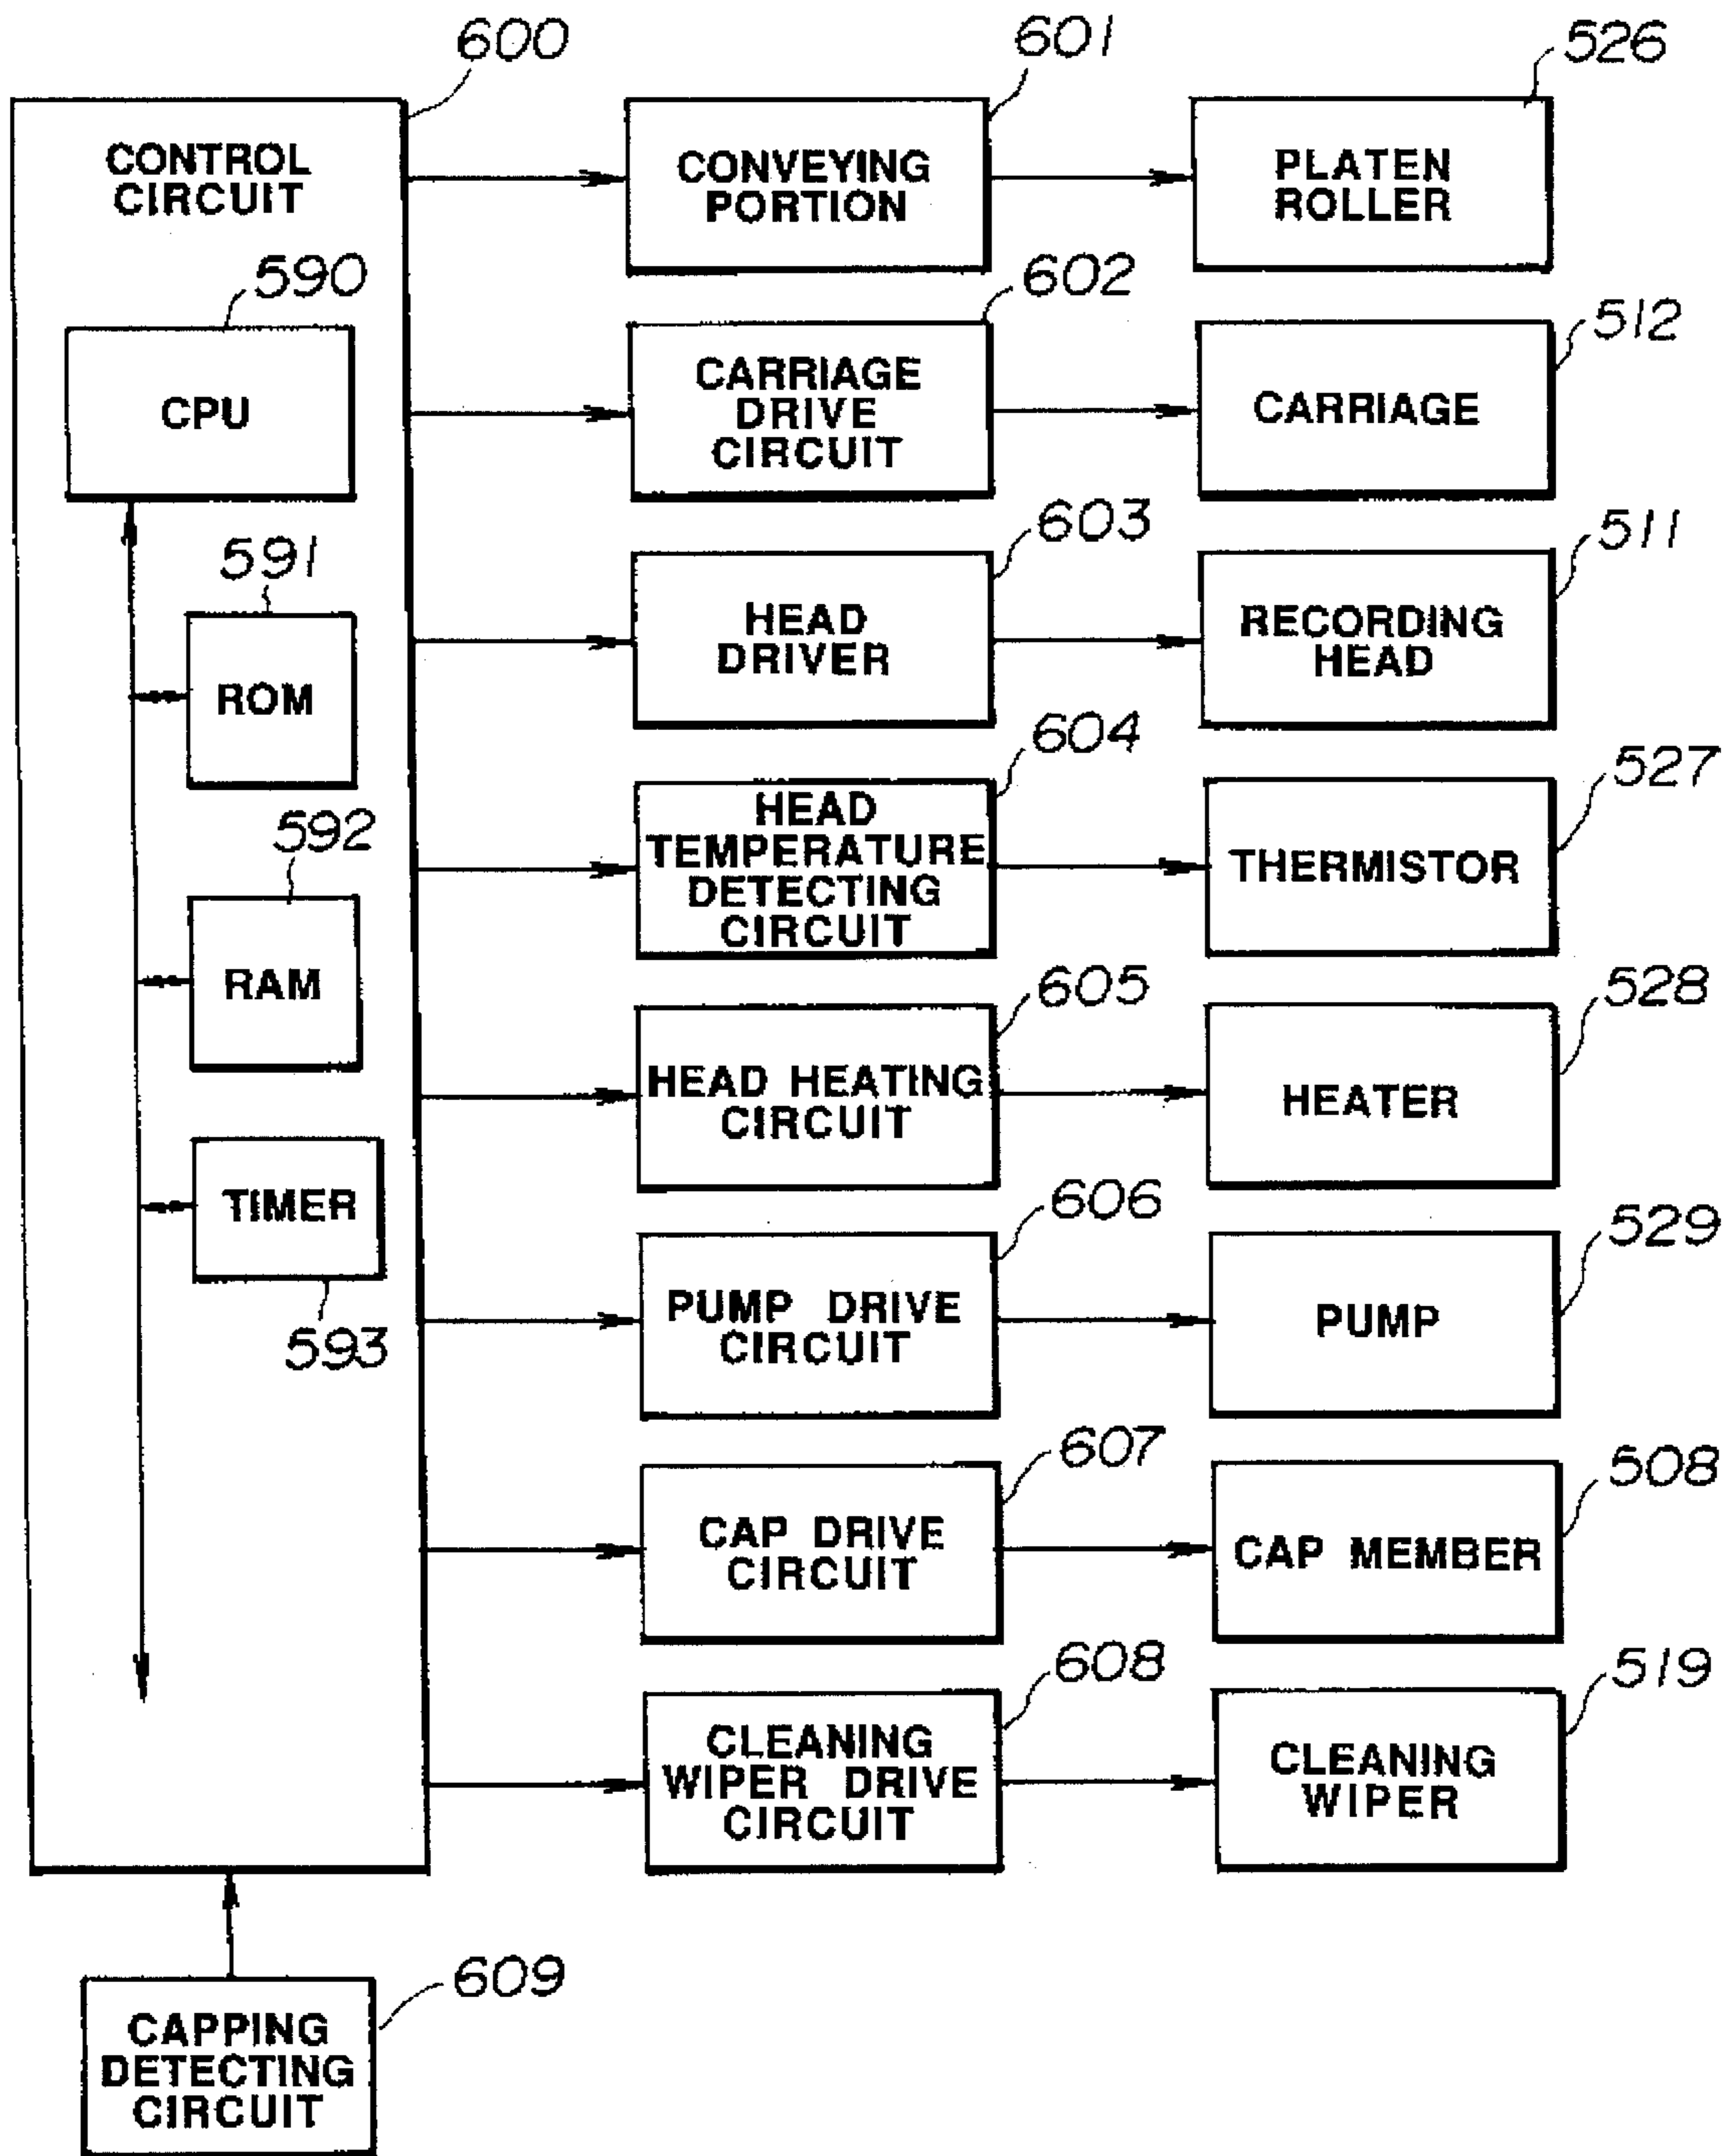 600
601
526
CONTROL
CIRCUIT
CONVEYING
PORTION
PLATEN
ROLLER
590
CPU
602
512
CARRIAGE
DRIVE
CIRCUIT
CARRIAGE
591
ROM
603
511
HEAD
DRIVER
RECORDING
HEAD
604
527
HEAD
TEMPERATURE
DETECTING
CIRCUIT
THERMISTOR
592
RAM
605
528
HEAD HEATING
CIRCUIT
HEATER
TIMER
593
606
529
PUMP DRIVE
CIRCUIT
PUMP
607
508
CAP DRIVE
CIRCUIT
CAP MEMBER
608
519
CLEANING
WIPER DRIVE
CIRCUIT
CLEANING
WIPER
609
CAPPING
DETECTING
CIRCUIT